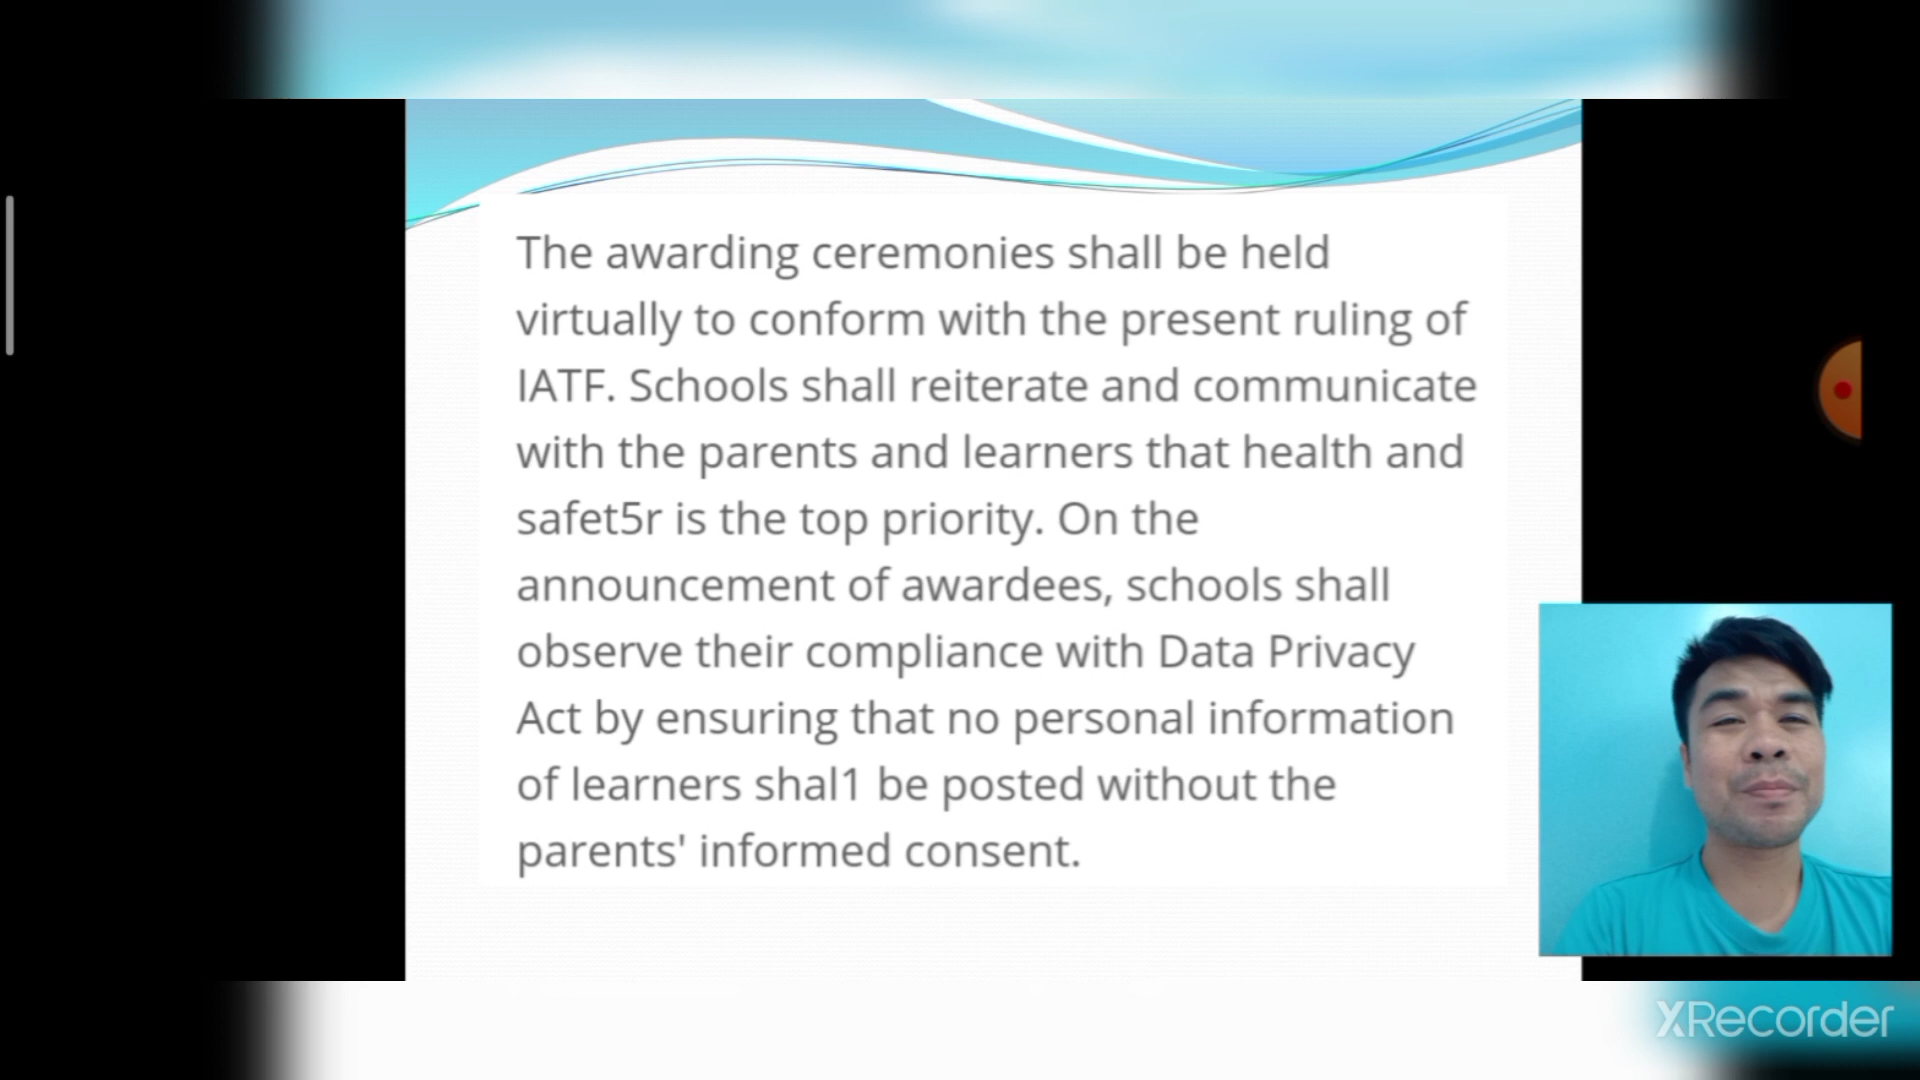 The awarding ceremonies shall be held
virtually to conform with the present ruling of
IATF. Schools shall reiterate and communicate
with the parents and learners that health and
safet5r is the top priority. On the
announcement of awardees, schools shall
observe their compliance with Data Privacy
Act by ensuring that no personal information
of learners shal1 be posted without the
parents' informed consent.
XRecorder